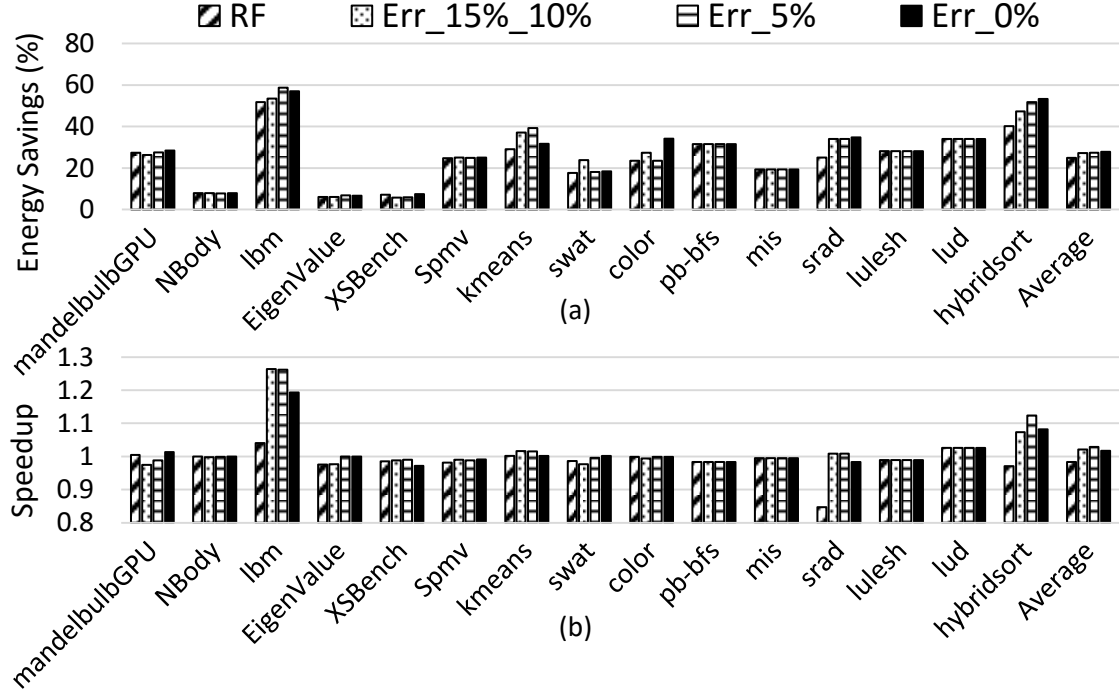 RF Err_15%_10% Err_5% Err_0%
Energy Savings (%)
80
60
40
20
0
mandelbulbGPU
NBody
lbm
EigenValue
XSBench
Spmv
kmeans
swat
color
pb-bfs
mis
srad
lulesh
lud
hybridsort
Average
(a)
Speedup
1.3
1.2
1.1
1
0.9
0.8
mandelbulbGPU
NBody
lbm
EigenValue
XSBench
Spmv
kmeans
swat
color
pb-bfs
mis
srad
lulesh
lud
hybridsort
Average
(b)